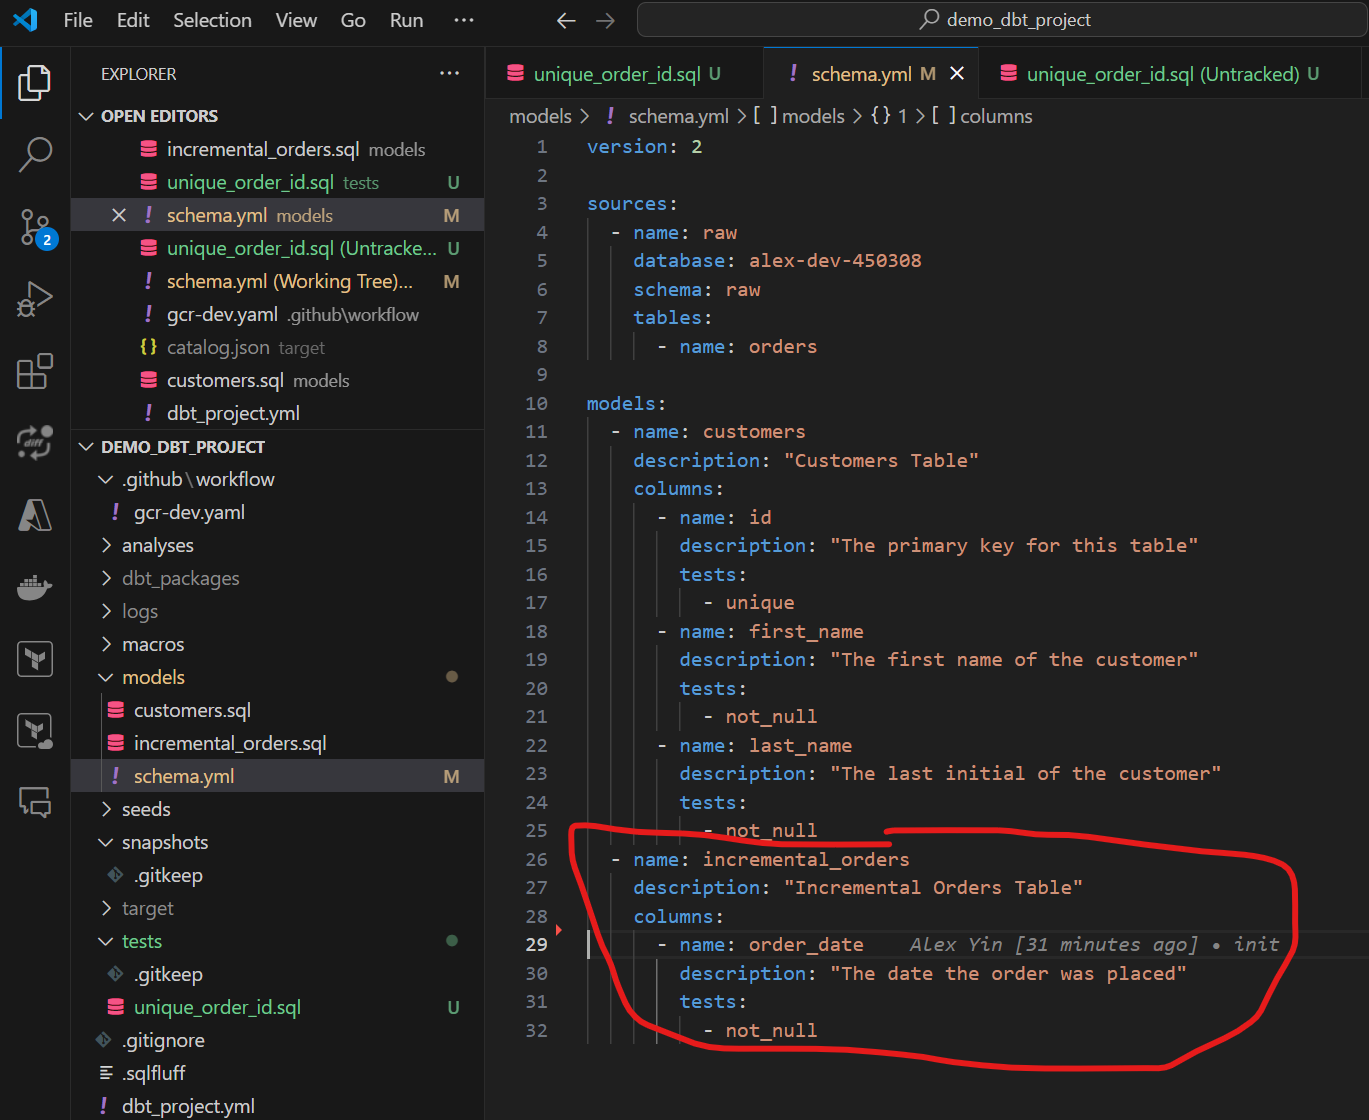 File Edit Selection View Go Run ··· ← → demo_dbt_project
EXPLORER ···
OPEN EDITORS
incremental_orders.sql models
unique_order_id.sql tests U
schema.yml models M
unique_order_id.sql (Untracke... U
schema.yml (Working Tree)... M
gcr-dev.yaml .github\workflow
catalog.json target
customers.sql models
dbt_project.yml
DEMO_DBT_PROJECT
.github\workflow
gcr-dev.yaml
analyses
dbt_packages
logs
macros
models
customers.sql
incremental_orders.sql
schema.yml M
seeds
snapshots
.gitkeep
target
tests
.gitkeep
unique_order_id.sql U
.gitignore
.sqlfluff
dbt_project.yml
2
diff
unique_order_id.sql U
schema.yml M
unique_order_id.sql (Untracked) U
models > ! schema.yml > [ ] models > {} 1 > [ ] columns
1 version: 2
2
3 sources:
4 - name: raw
5 database: alex-dev-450308
6 schema: raw
7 tables:
8 - name: orders
9
10 models:
11 - name: customers
12 description: "Customers Table"
13 columns:
14 - name: id
15 description: "The primary key for this table"
16 tests:
17 - unique
18 - name: first_name
19 description: "The first name of the customer"
20 tests:
21 - not_null
22 - name: last_name
23 description: "The last initial of the customer"
24 tests:
25 - not_null
26 - name: incremental_orders
27 description: "Incremental Orders Table"
28 columns:
29 - name: order_date Alex Yin [31 minutes ago] • init
30 description: "The date the order was placed"
31 tests:
32 - not_null